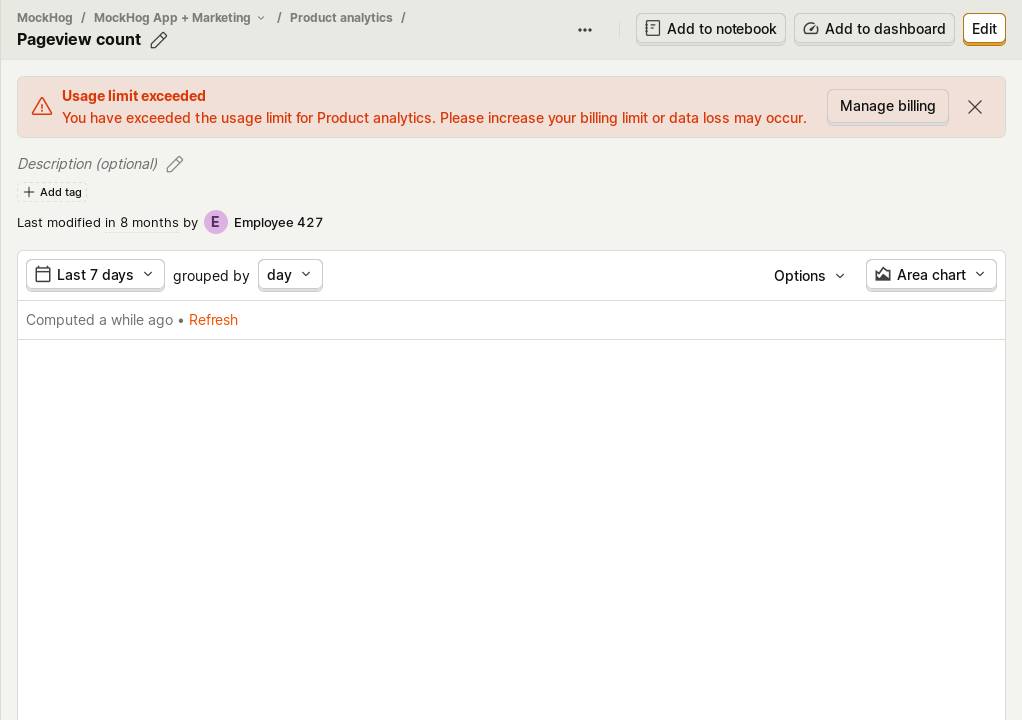 MockHog / MockHog App + Marketing / Product analytics /
Pageview count
Add to notebook
Add to dashboard
Edit
Usage limit exceeded
You have exceeded the usage limit for Product analytics. Please increase your billing limit or data loss may occur.
Manage billing
Description (optional)
Add tag
Last modified in 8 months by E Employee 427
Last 7 days grouped by day
Options
Area chart
Computed a while ago • Refresh